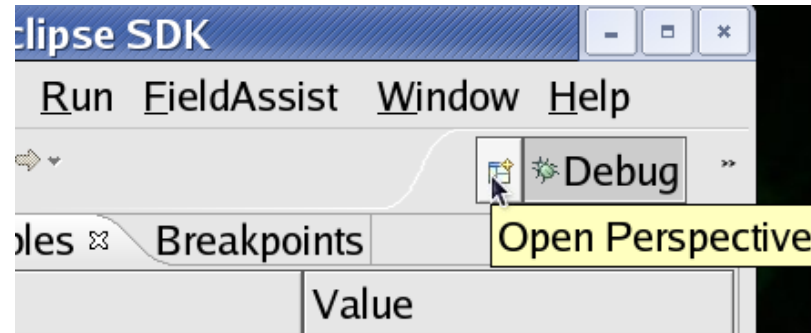 clipse SDK
Run FieldAssist Window Help
Debug »
Open Perspective
bles Breakpoints
Value